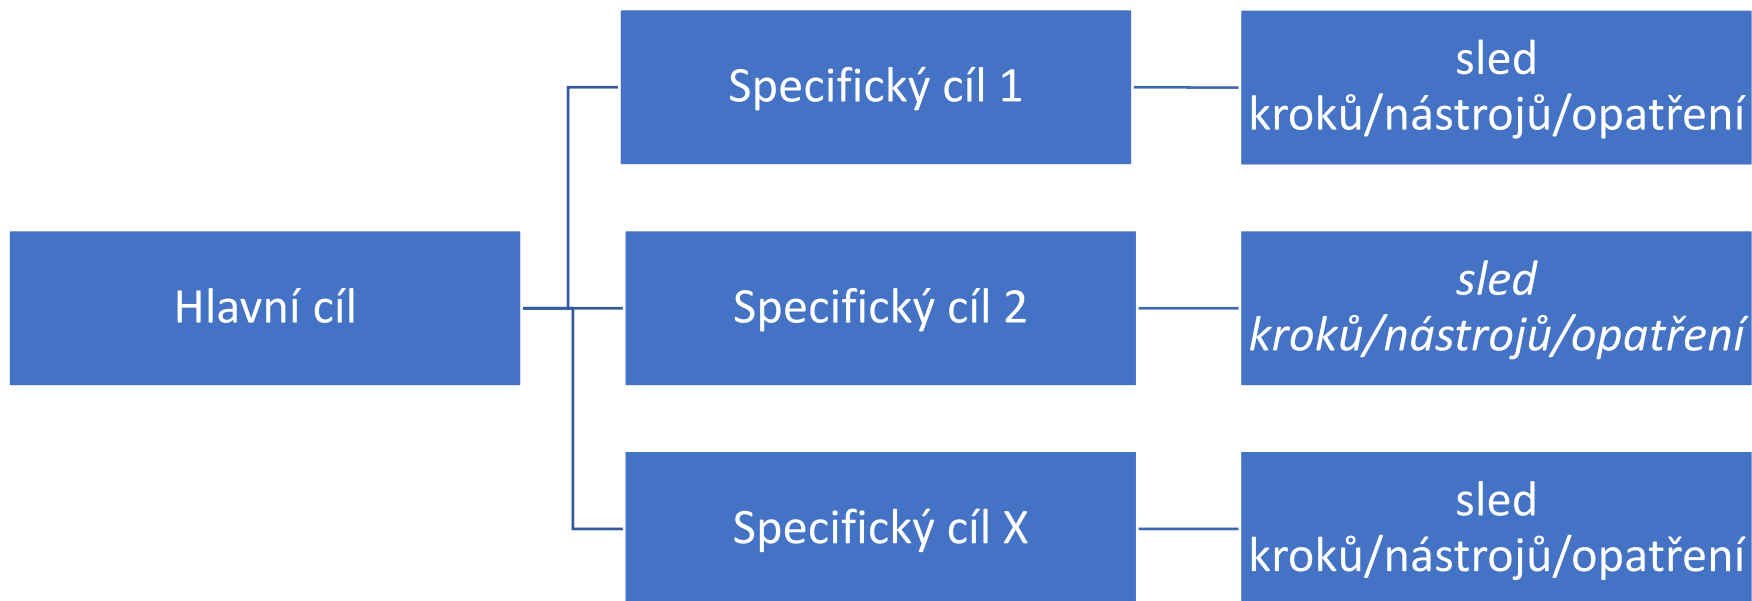 Specifický cíl 1
sled
kroků/nástrojů/opatření
Hlavní cíl
Specifický cíl 2
sled
kroků/nástrojů/opatření
Specifický cíl X
sled
kroků/nástrojů/opatření